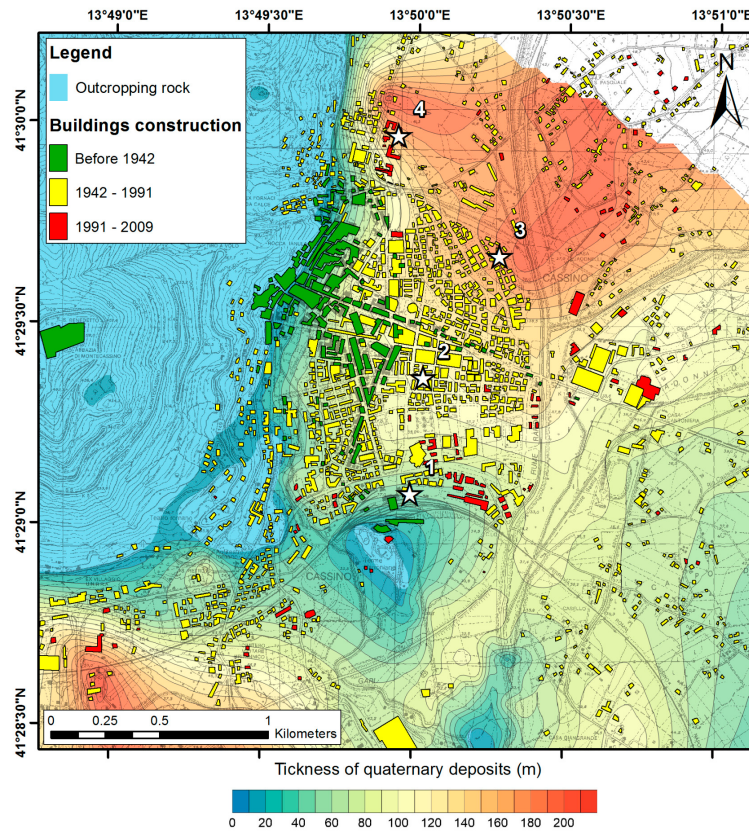 13°49'0"E 13°49'30"E 13°50'0"E 13°50'30"E 13°51'0"E
Legend
Outcropping rock
Buildings construction
Before 1942
1942 - 1991
1991 - 2009
N
41°30'0"N
41°29'30"N
41°29'0"N
41°28'30"N
4
3
CASSINO
2
1
CASSINO
GARI
0 0.25 0.5 1
Kilometers
Tickness of quaternary deposits (m)
0 20 40 60 80 100 120 140 160 180 200